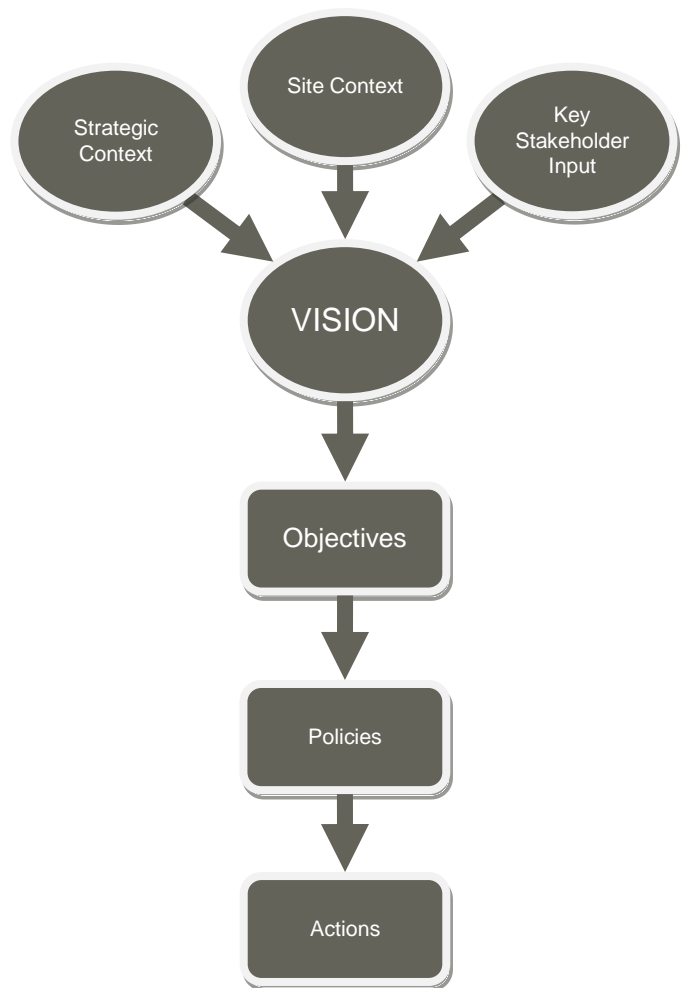 Site Context
Strategic
Context
Key
Stakeholder
Input
VISION
Objectives
Policies
Actions